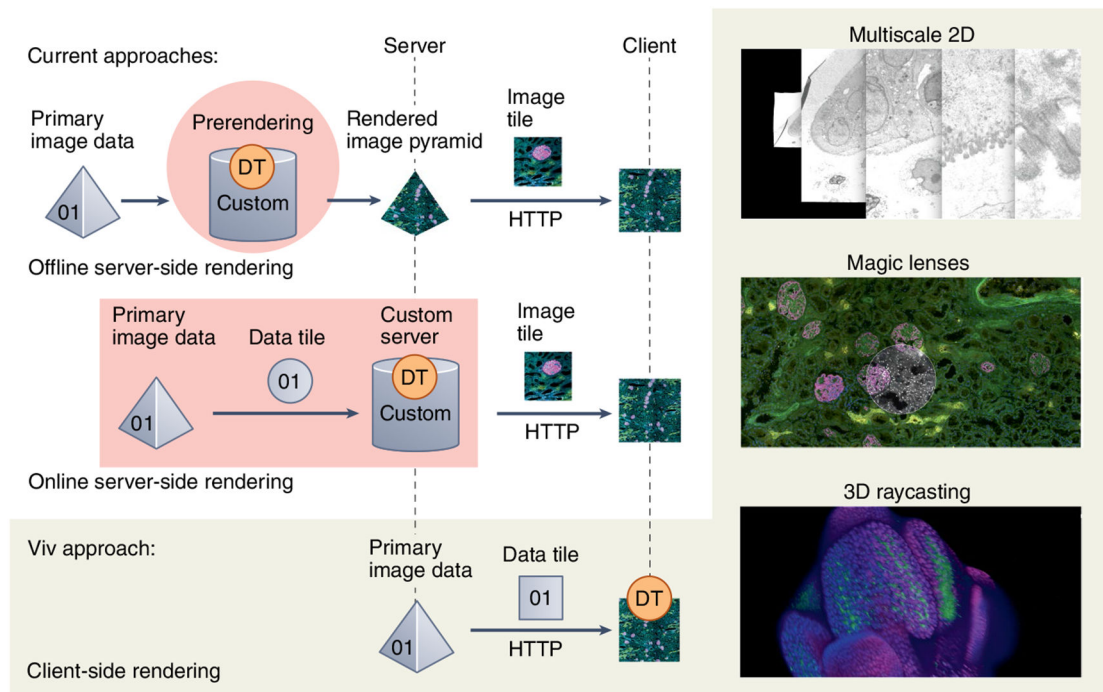 Current approaches:
Server
Client
Primary
image data
Prerendering
Rendered
image pyramid
Image
tile
01
DT
Custom
HTTP
Offline server-side rendering
Primary
image data
Data tile
Custom
server
Image
tile
01
01
DT
Custom
HTTP
Online server-side rendering
Viv approach:
Primary
image data
Data tile
01
01
DT
HTTP
Client-side rendering
Multiscale 2D
Magic lenses
3D raycasting